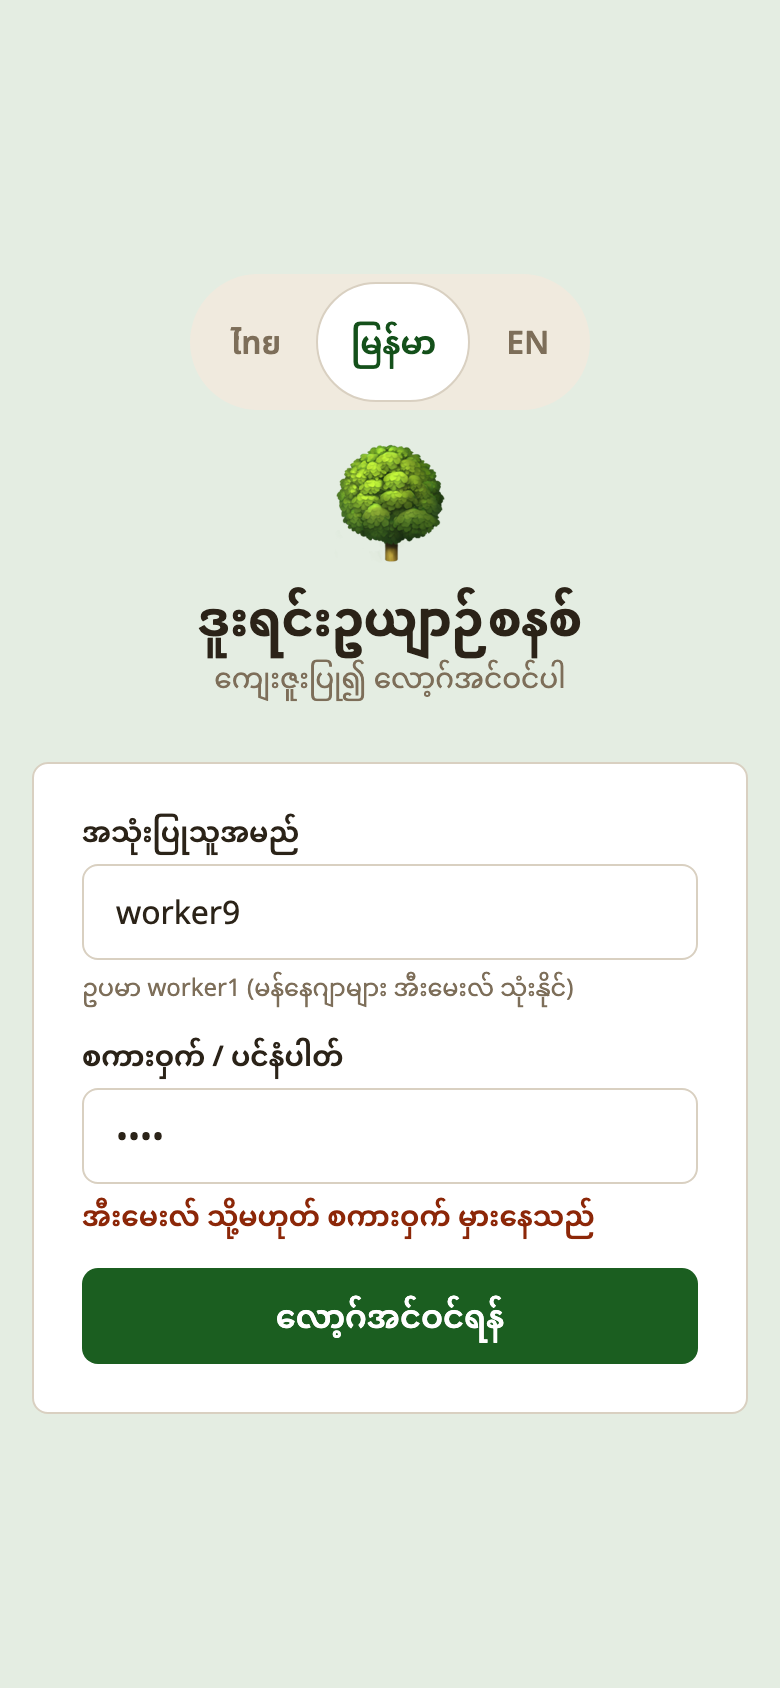 ไทย
မြန်မာ
EN
ဒူးရင်းဥယျာဉ်စနစ်
ကျေးဇူးပြု၍ လော့ဂ်အင်ဝင်ပါ
အသုံးပြုသူအမည်
worker9
ဥပမာ worker1 (မန်နေဂျာများ အီးမေးလ် သုံးနိုင်)
စကားဝှက် / ပင်နံပါတ်
••••
အီးမေးလ် သို့မဟုတ် စကားဝှက် မှားနေသည်
လော့ဂ်အင်ဝင်ရန်